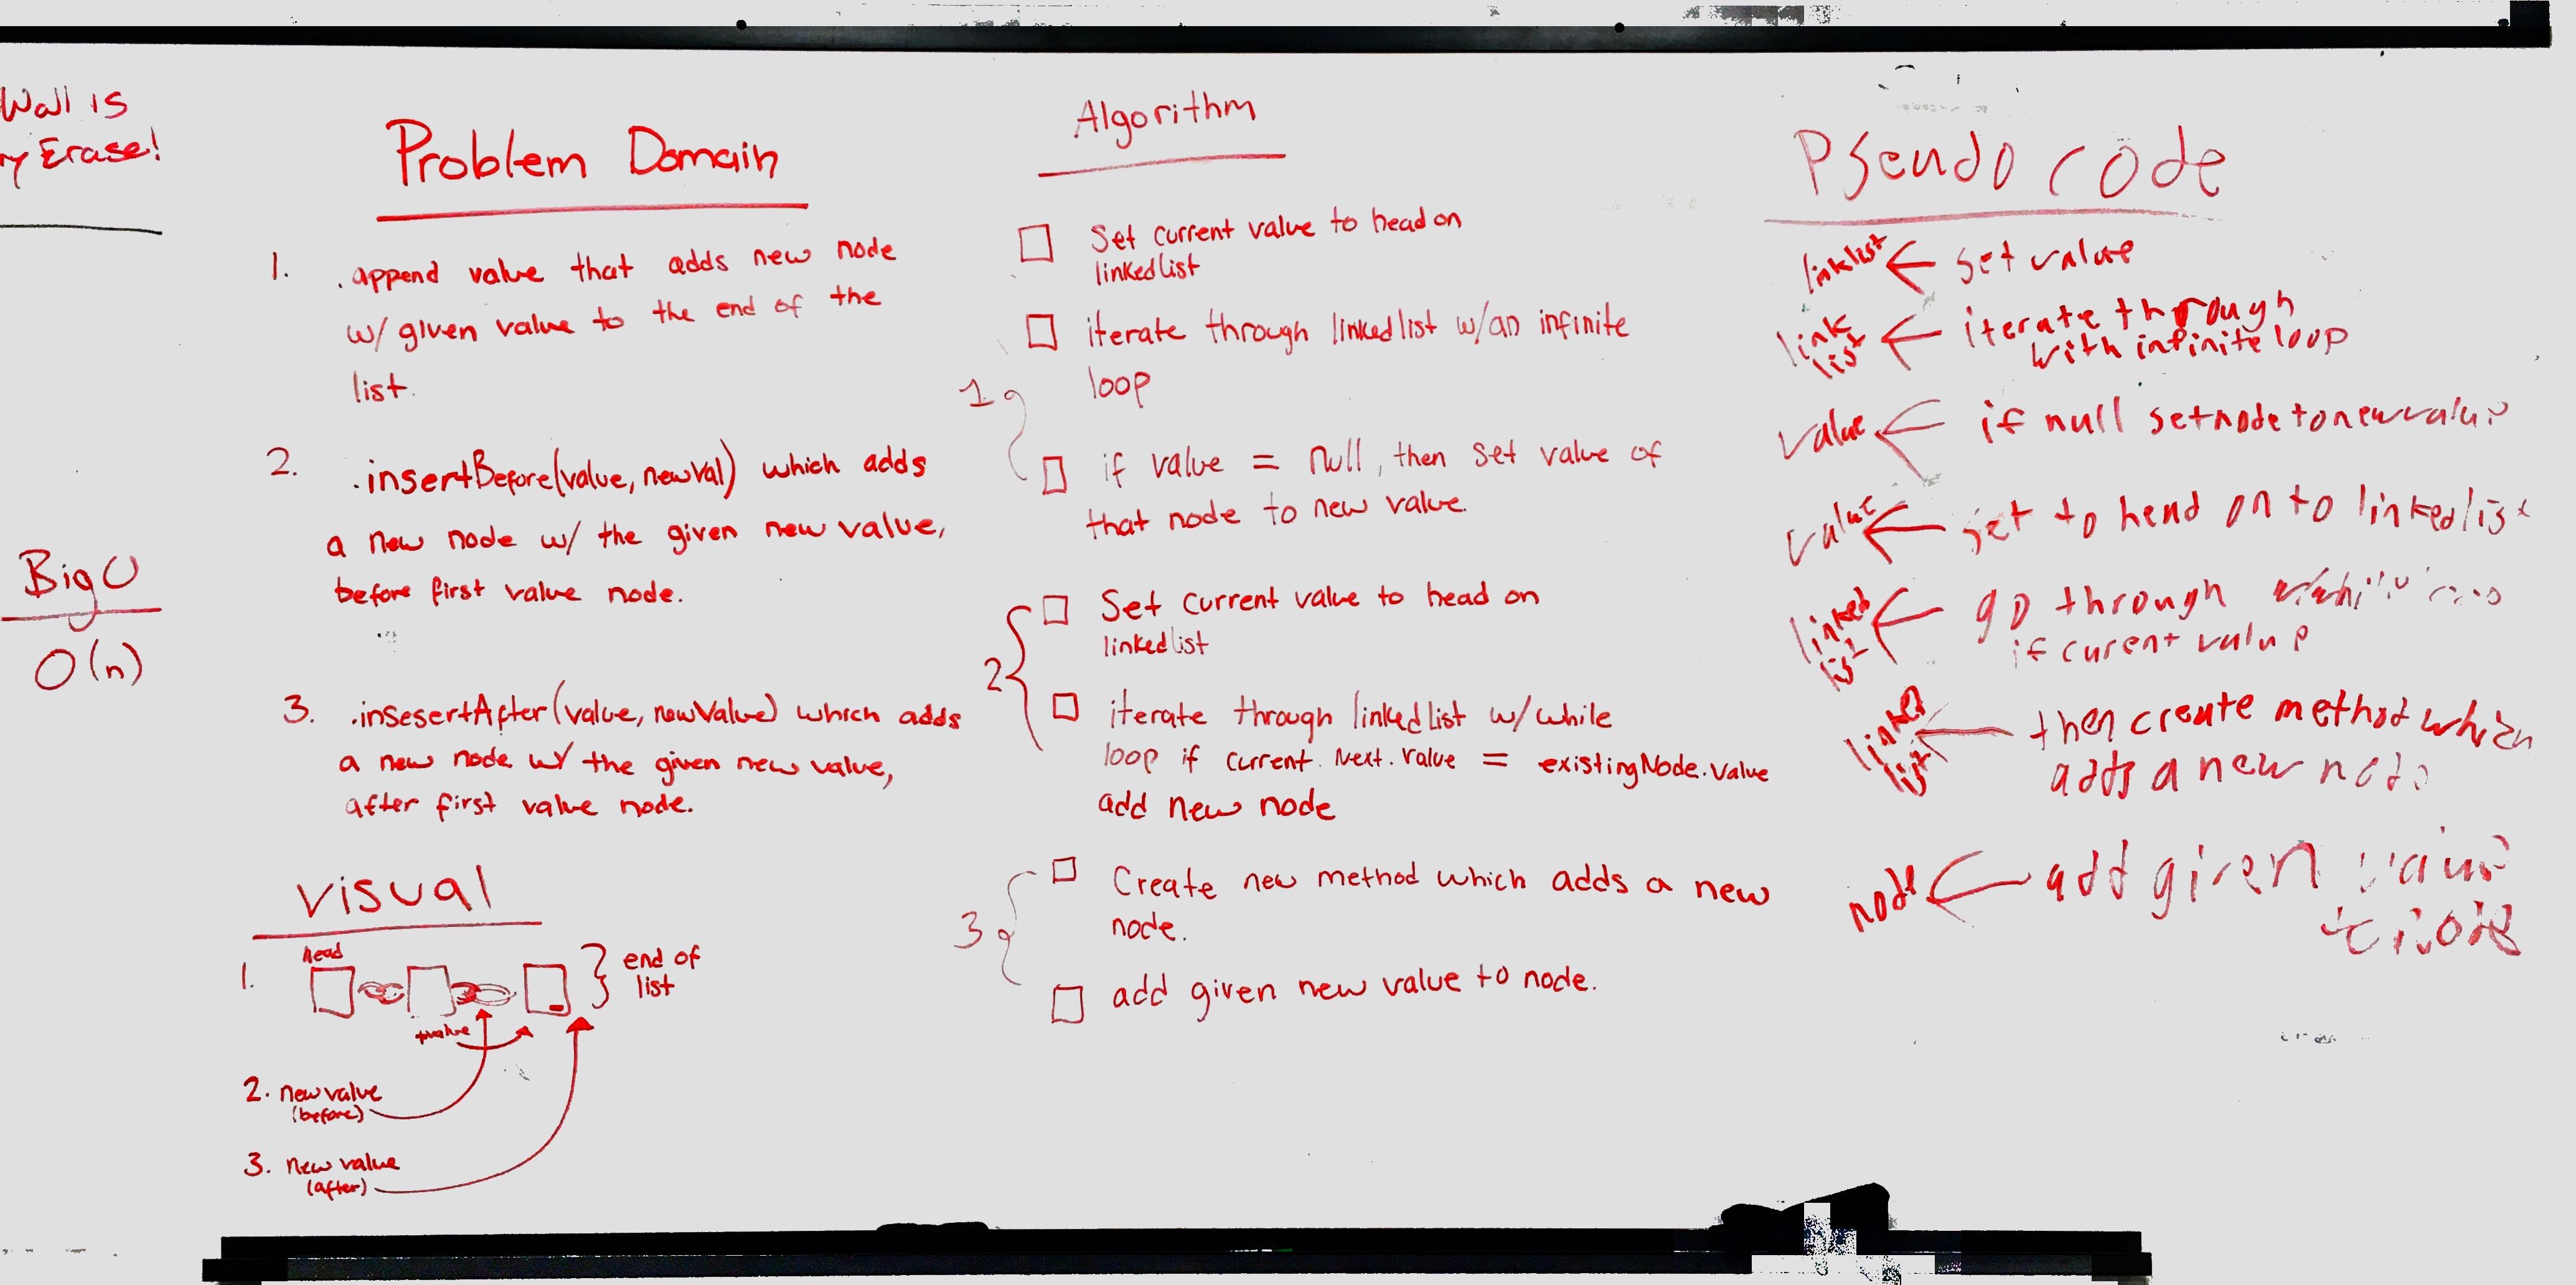 Wall is
y Erase!
Big O
O(n)
Problem Domain
1. .append value that adds new node
w/ given value to the end of the
list.
2. .insertBefore(value, newVal) which adds
a new node w/ the given new value,
before first value node.
3. .insesertAfter(value, newValue) which adds
a new node w/ the given new value,
after first value node.
Visual
head
1.
end of
list
+value
2. new value
(before)
3. new value
(after)
Algorithm
Set current value to head on
linkedlist
iterate through linkedlist w/an infinite
loop
1
if value = null, then set value of
that node to new value.
2
Set current value to head on
linkedlist
iterate through linkedlist w/while
loop if current.Next.value = existingNode.value
add new node
3
Create new method which adds a new
node.
add given new value to node.
Pseudo code
linklist ← set value
link list ← iterate through
with infinite loop
value ← if null set node to new value
value ← set to head on to linkedlist
linked list ← go through
if curent value
linked list ← then create method which
adds a new node
node ← add given value